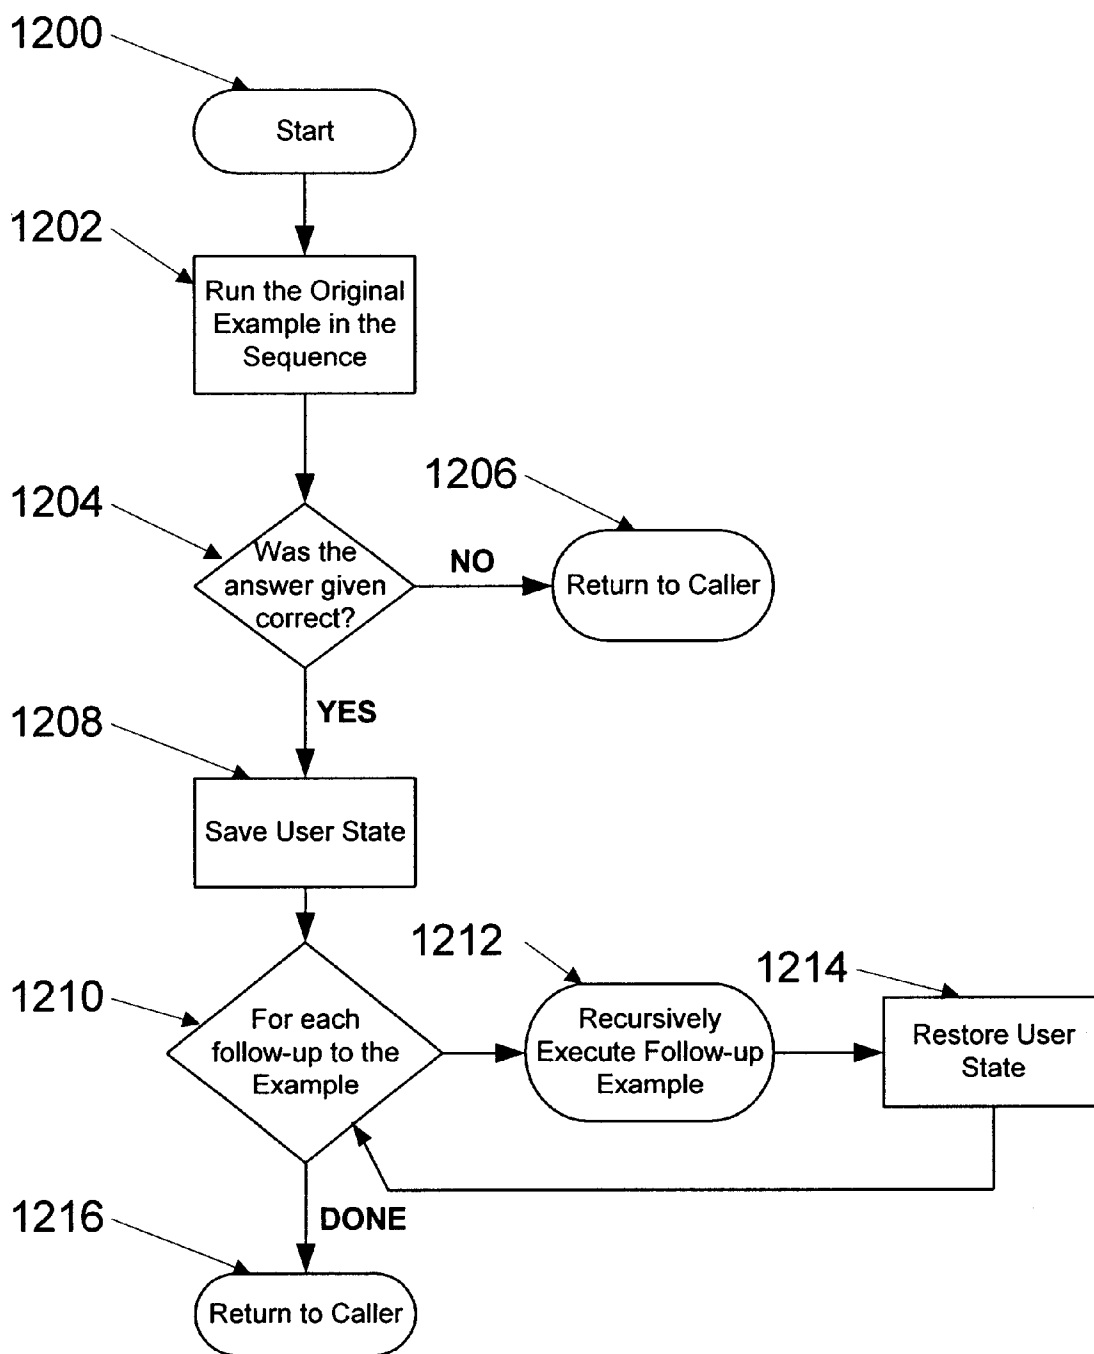 1200
Start
1202
Run the Original
Example in the
Sequence
1204
Was the
answer given
correct?
NO
1206
Return to Caller
YES
1208
Save User State
1210
For each
follow-up to the
Example
1212
Recursively
Execute Follow-up
Example
1214
Restore User
State
DONE
1216
Return to Caller